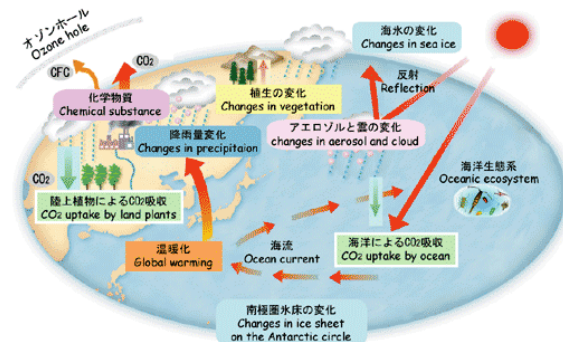 オゾンホール
Ozone hole
CFC
CO₂
化学物質
Chemical substance
海氷の変化
Changes in sea ice
植生の変化
Changes in vegetation
反射
Reflection
降雨量変化
Changes in precipitaion
アエロゾルと雲の変化
changes in aerosol and cloud
海洋生態系
Oceanic ecosystem
CO₂
陸上植物によるCO₂吸収
CO₂ uptake by land plants
温暖化
Global warming
海流
Ocean current
海洋によるCO₂吸収
CO₂ uptake by ocean
南極圏氷床の変化
Changes in ice sheet
on the Antarctic circle